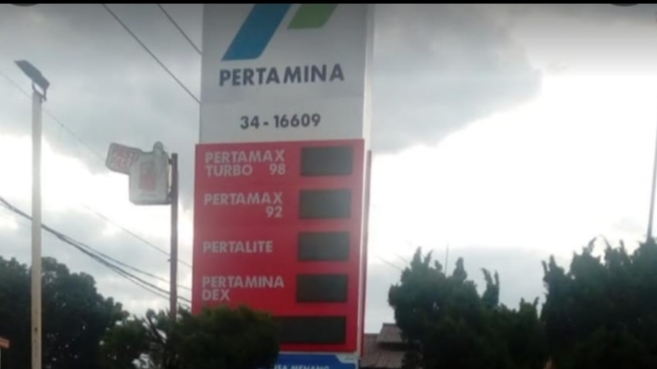 PERTAMINA
34-16609
PERTAMAX
TURBO 98
PERTAMAX
92
PERTALITE
PERTAMINA
DEX